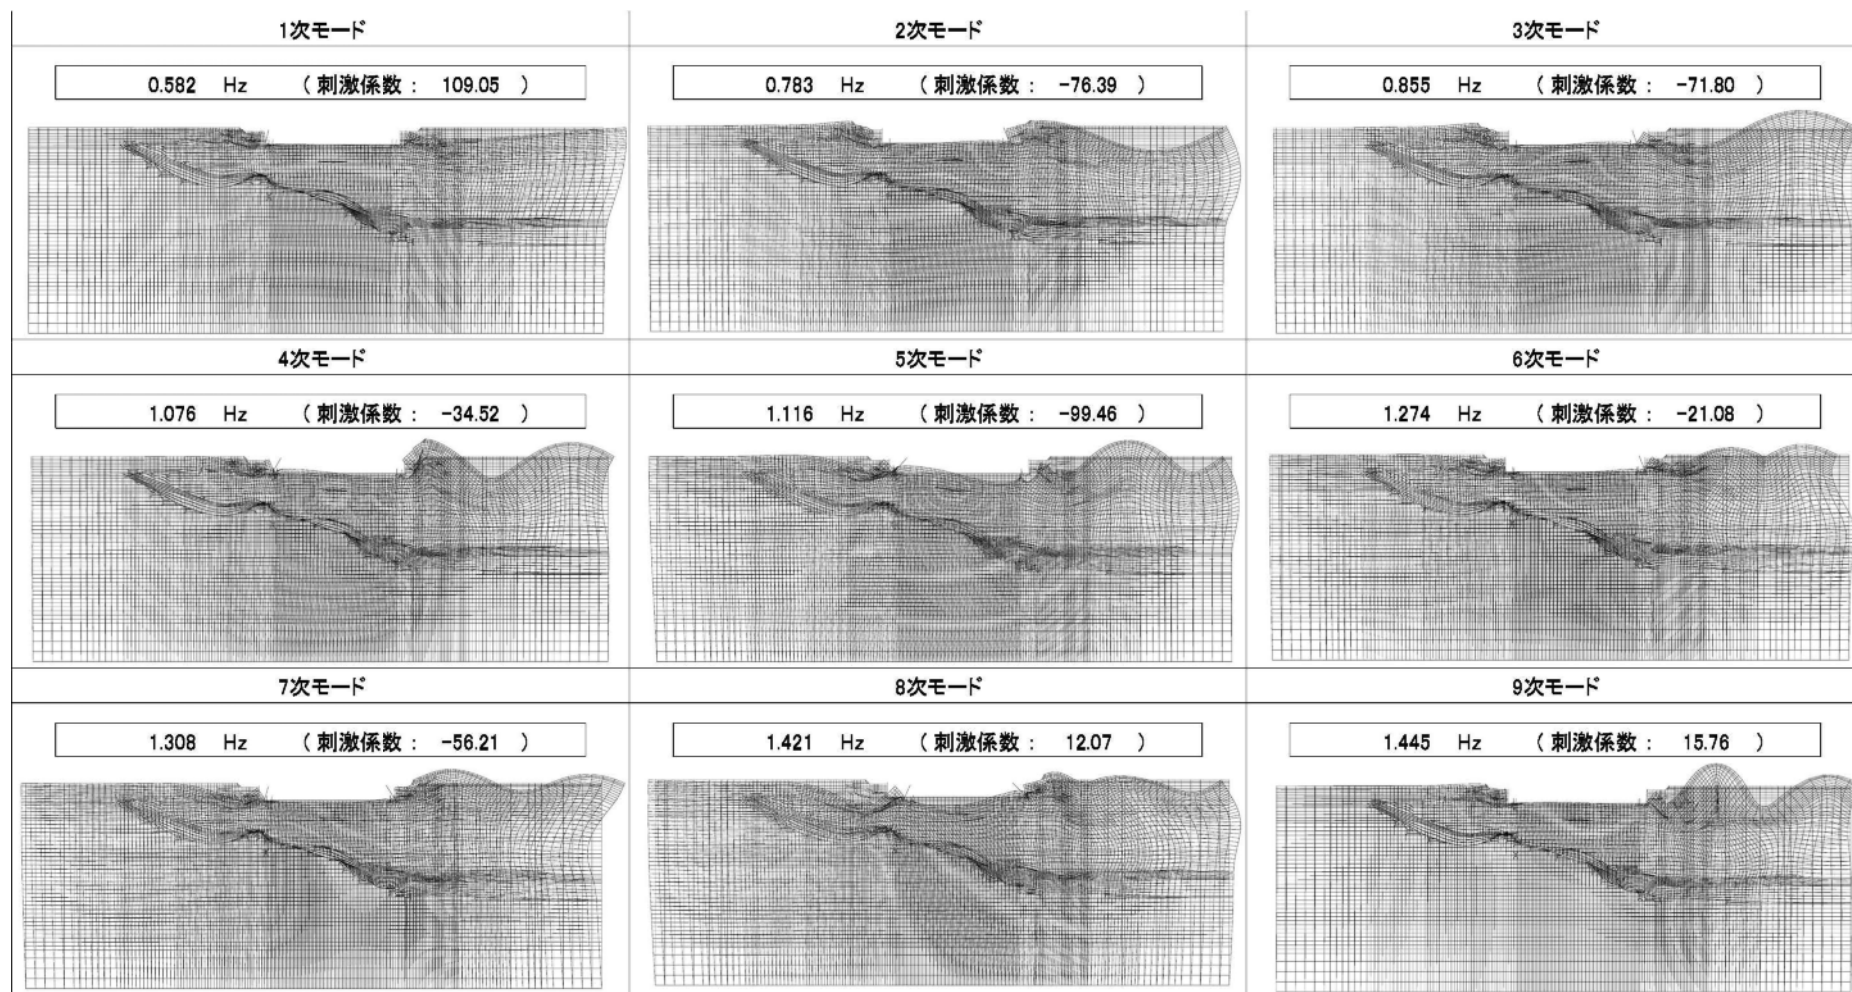 1次モード
2次モード
3次モード
0.582 Hz （ 刺激係数 ： 109.05 ）
0.783 Hz （ 刺激係数 ： -76.39 ）
0.855 Hz （ 刺激係数 ： -71.80 ）
4次モード
5次モード
6次モード
1.076 Hz （ 刺激係数 ： -34.52 ）
1.116 Hz （ 刺激係数 ： -99.46 ）
1.274 Hz （ 刺激係数 ： -21.08 ）
7次モード
8次モード
9次モード
1.308 Hz （ 刺激係数 ： -56.21 ）
1.421 Hz （ 刺激係数 ： 12.07 ）
1.445 Hz （ 刺激係数 ： 15.76 ）